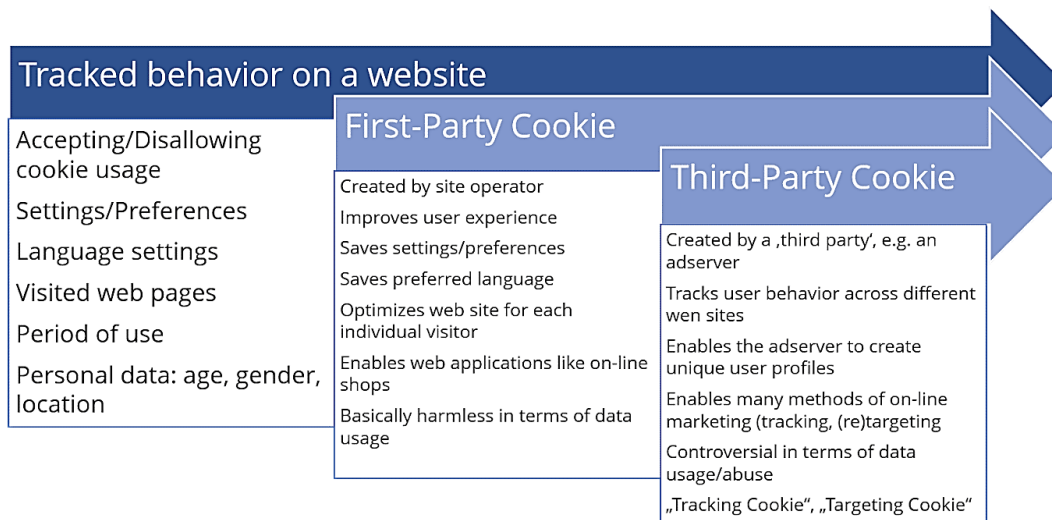 Tracked behavior on a website
Accepting/Disallowing
cookie usage
Settings/Preferences
Language settings
Visited web pages
Period of use
Personal data: age, gender,
location
First-Party Cookie
Created by site operator
Improves user experience
Saves settings/preferences
Saves preferred language
Optimizes web site for each
individual visitor
Enables web applications like on-line
shops
Basically harmless in terms of data
usage
Third-Party Cookie
Created by a ‚third party‘, e.g. an
adserver
Tracks user behavior across different
wen sites
Enables the adserver to create
unique user profiles
Enables many methods of on-line
marketing (tracking, (re)targeting
Controversial in terms of data
usage/abuse
„Tracking Cookie“, „Targeting Cookie“